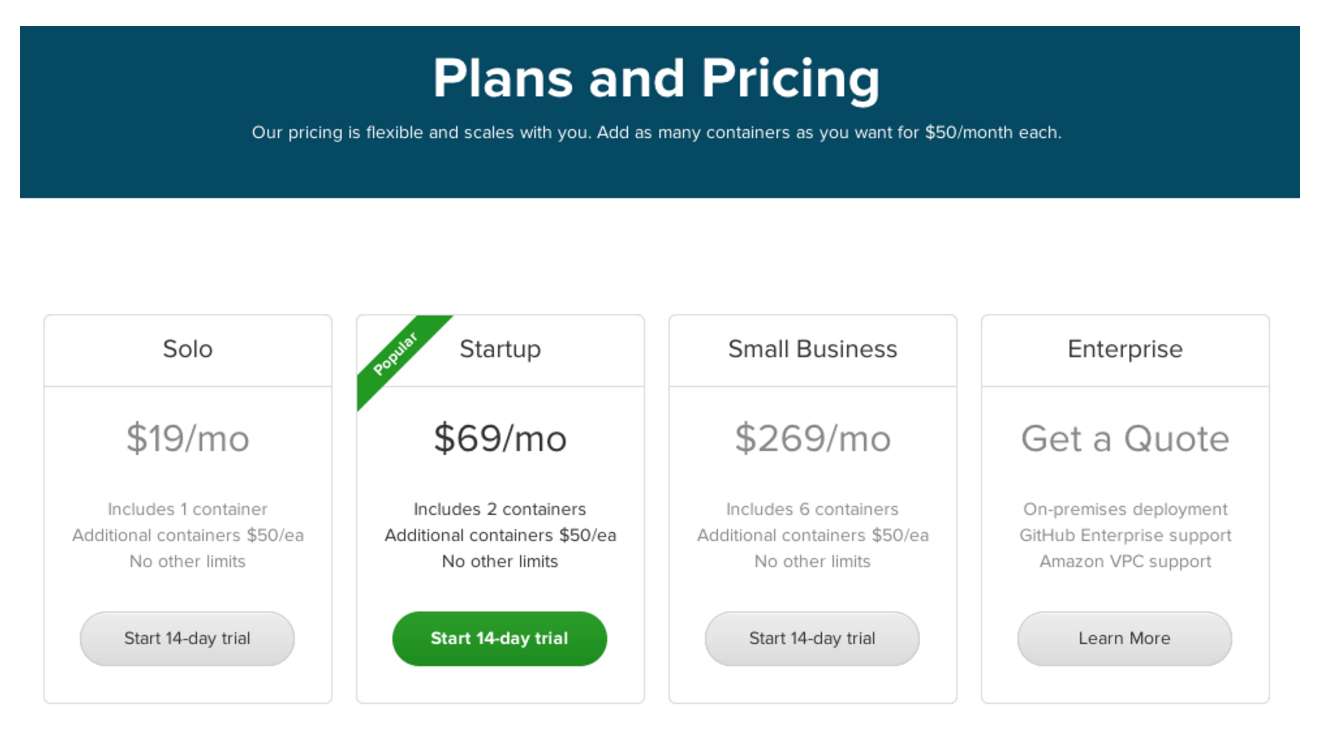 Plans and Pricing
Our pricing is flexible and scales with you. Add as many containers as you want for $50/month each.
Solo
$19/mo
Includes 1 container
Additional containers $50/ea
No other limits
Start 14-day trial
Popular
Startup
$69/mo
Includes 2 containers
Additional containers $50/ea
No other limits
Start 14-day trial
Small Business
$269/mo
Includes 6 containers
Additional containers $50/ea
No other limits
Start 14-day trial
Enterprise
Get a Quote
On-premises deployment
GitHub Enterprise support
Amazon VPC support
Learn More